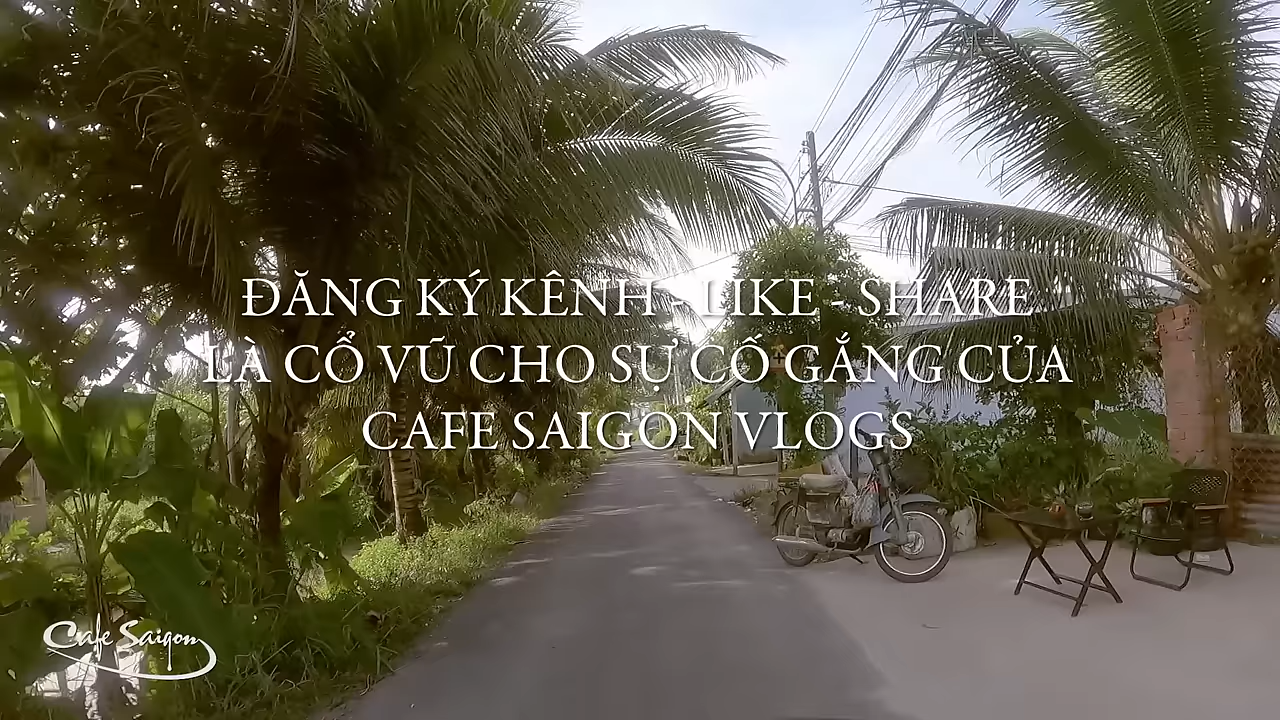 ĐĂNG KÝ KÊNH - LIKE - SHARE
LÀ CỔ VŨ CHO SỰ CỐ GẮNG CỦA
CAFE SAIGON VLOGS
Cafe Saigon